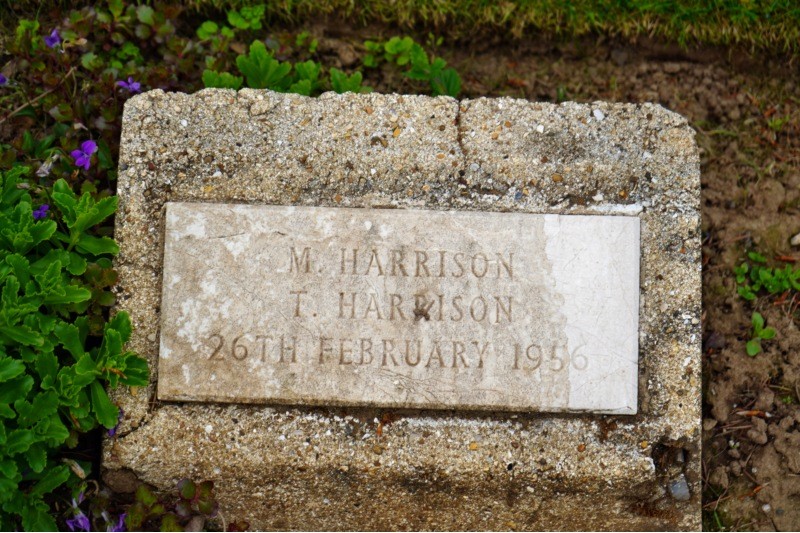 M. HARRISON
T. HARRISON
26TH FEBRUARY 1956